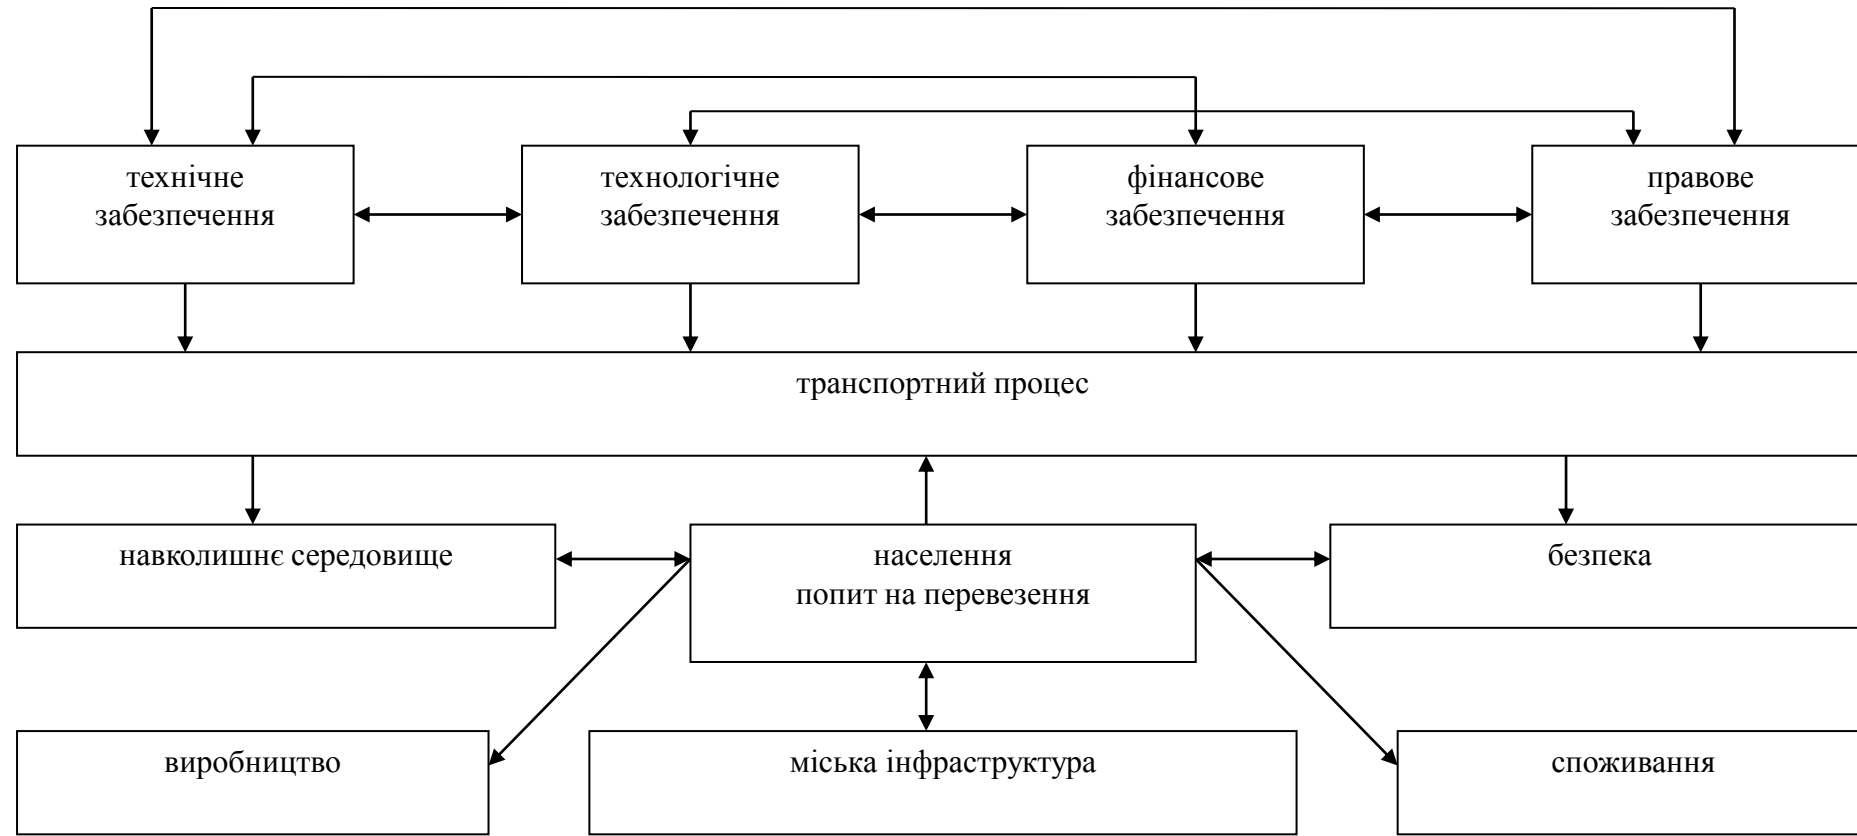 технічне
забезпечення
технологічне
забезпечення
фінансове
забезпечення
правове
забезпечення
транспортний процес
навколишнє середовище
населення
попит на перевезення
безпека
виробництво
міська інфраструктура
споживання